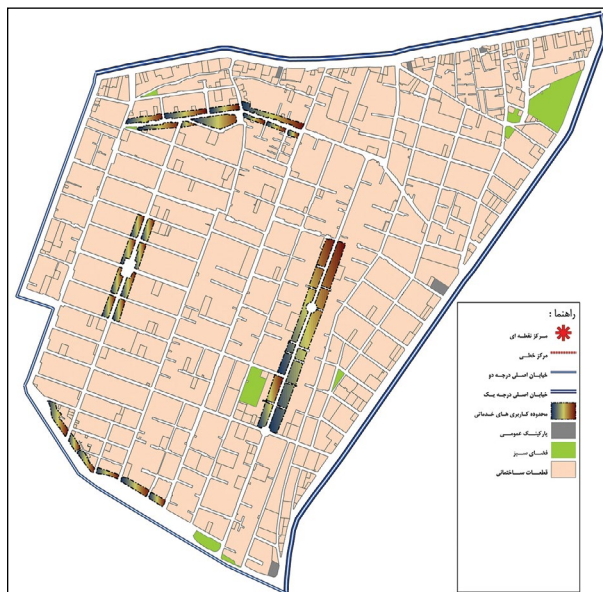 راهنما :
مرکز نقطه ای
مرکز خطی
خیابان اصلی درجه دو
خیابان اصلی درجه یک
محدوده کاربری های خدماتی
پارکینگ عمومی
فضای سبز
قطعات ساختمانی